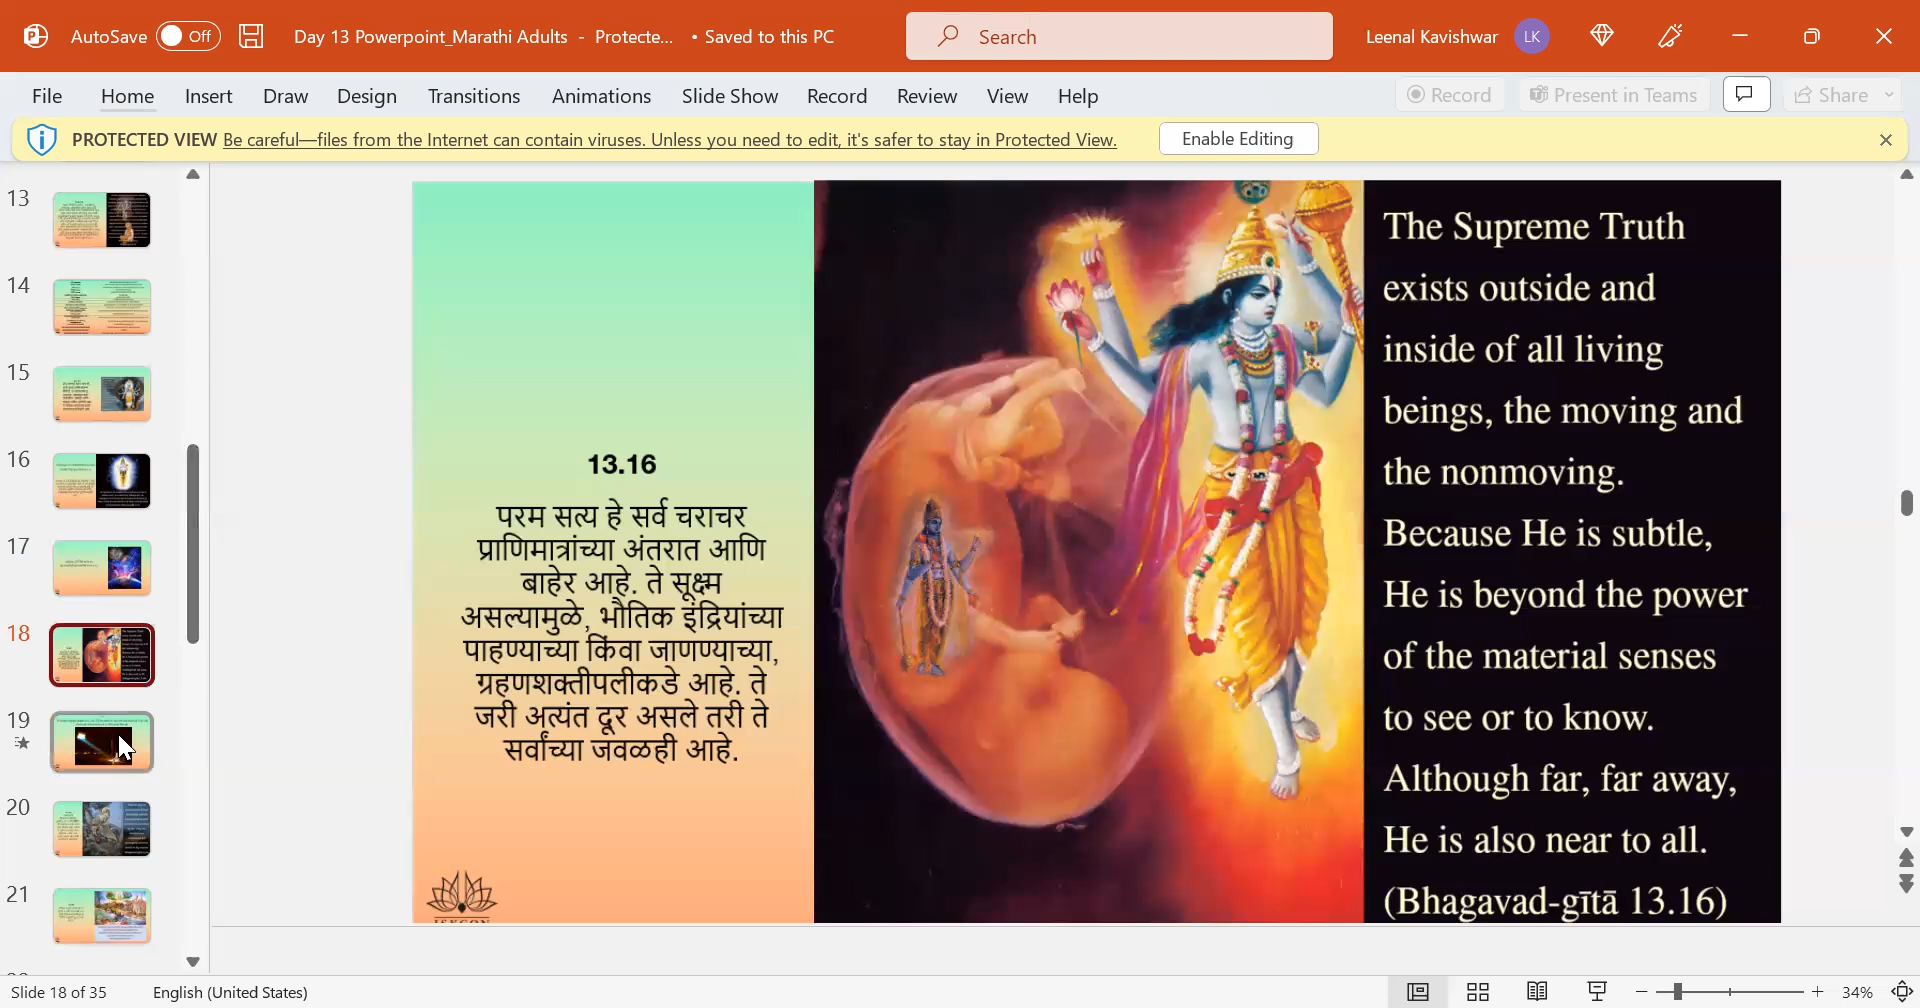 AutoSave Off Day 13 Powerpoint_Marathi Adults - Protecte... • Saved to this PC Search Leenal Kavishwar LK
File Home Insert Draw Design Transitions Animations Slide Show Record Review View Help Record Present in Teams Share
PROTECTED VIEW Be careful—files from the Internet can contain viruses. Unless you need to edit, it's safer to stay in Protected View. Enable Editing
13
14
15
16
17
18
19
20
21
13.16
परम सत्य हे सर्व चराचर
प्राणिमात्रांच्या अंतरात आणि
बाहेर आहे. ते सूक्ष्म
असल्यामुळे, भौतिक इंद्रियांच्या
पाहण्याच्या किंवा जाणण्याच्या,
ग्रहणशक्तीपलीकडे आहे. ते
जरी अत्यंत दूर असले तरी ते
सर्वांच्या जवळही आहे.
The Supreme Truth
exists outside and
inside of all living
beings, the moving and
the nonmoving.
Because He is subtle,
He is beyond the power
of the material senses
to see or to know.
Although far, far away,
He is also near to all.
(Bhagavad-gītā 13.16)
Slide 18 of 35 English (United States) 34%